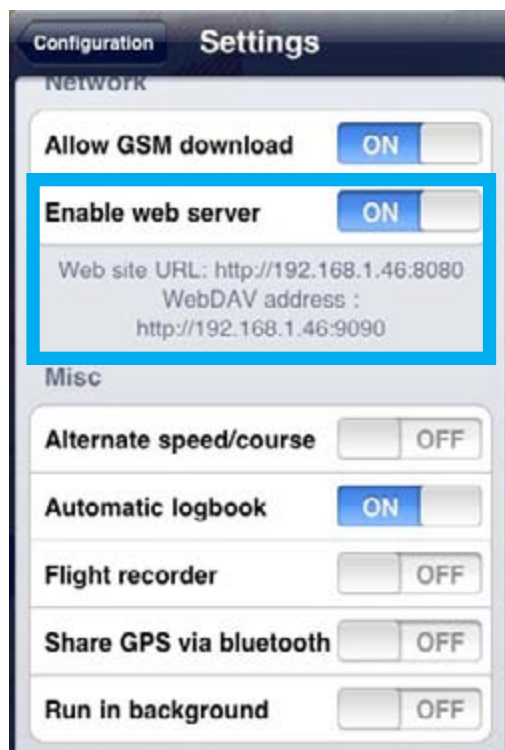 Configuration
Settings
Network
Allow GSM download ON
Enable web server ON
Web site URL: http://192.168.1.46:8080
WebDAV address :
http://192.168.1.46:9090
Misc
Alternate speed/course OFF
Automatic logbook ON
Flight recorder OFF
Share GPS via bluetooth OFF
Run in background OFF